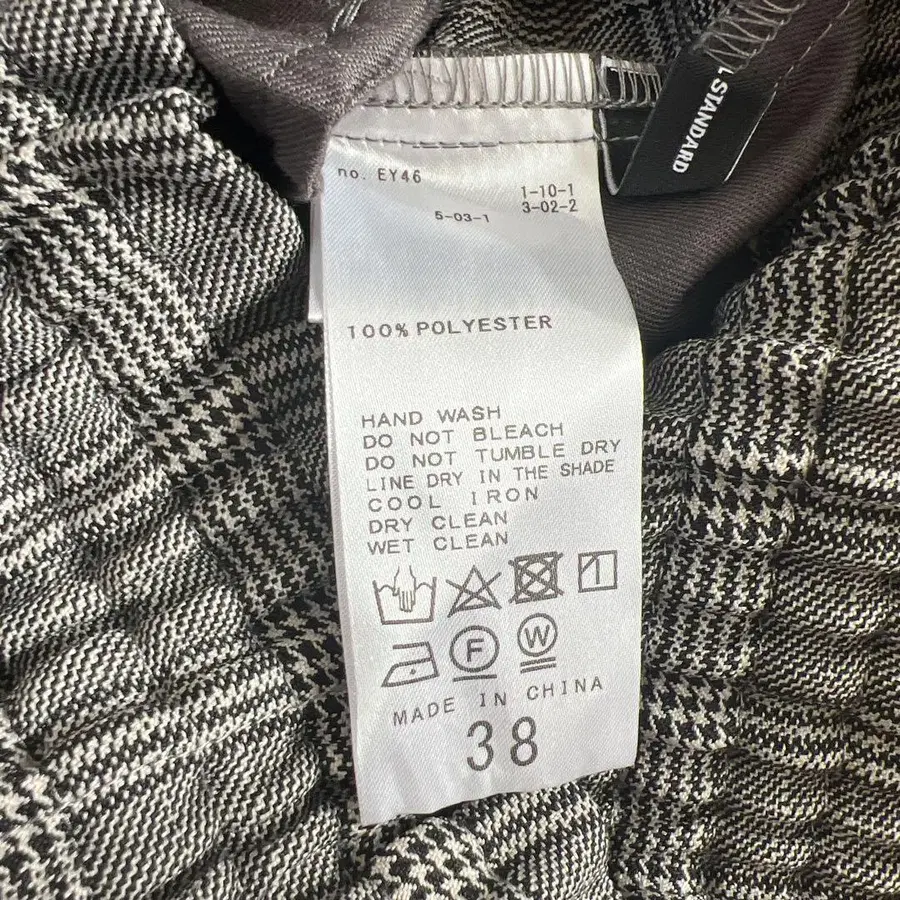 STANDARD
no. EY46
1-10-1
5-03-1
3-02-2
100% POLYESTER
HAND WASH
DO NOT BLEACH
DO NOT TUMBLE DRY
LINE DRY IN THE SHADE
COOL IRON
DRY CLEAN
WET CLEAN
F
W
MADE IN CHINA
38